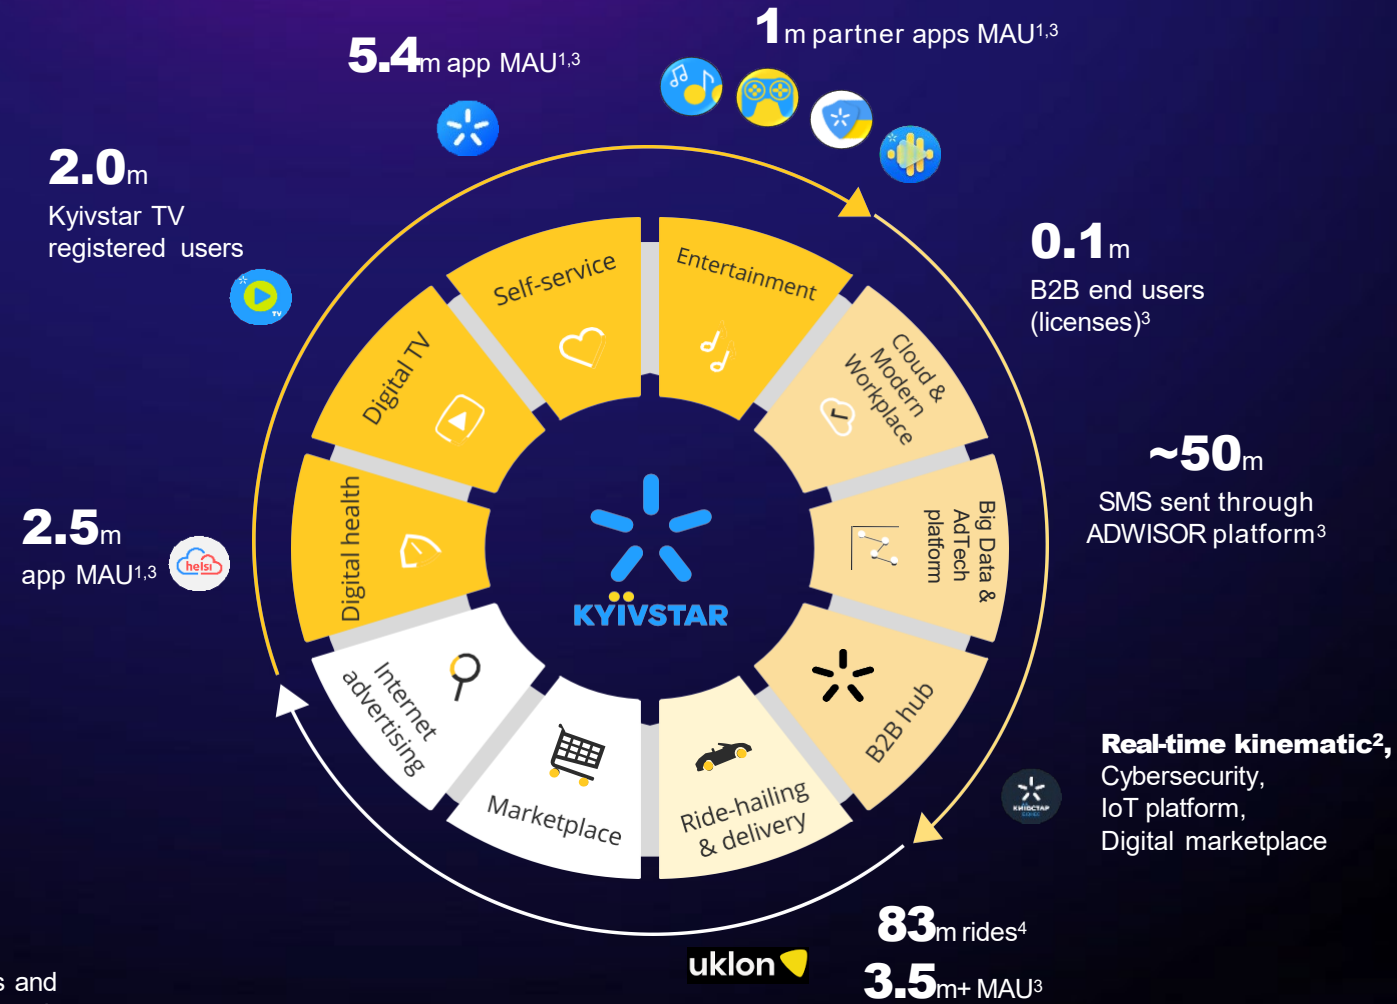 1m partner apps MAU1,3
5.4m app MAU1,3
2.0m
Kyivstar TV
registered users
TV
Self-service
Entertainment
0.1m
B2B end users
(licenses)3
Digital TV
Cloud &
Modern
Workplace
~50m
SMS sent through
ADWISOR platform3
2.5m
app MAU1,3
helsi
Digital health
Big Data &
AdTech
platform
KYЇVSTAR
Internet
advertising
B2B hub
Marketplace
Ride-hailing
& delivery
КИЇВСТАР
Real-time kinematic2,
Cybersecurity,
IoT platform,
Digital marketplace
83m rides4
uklon
3.5m+ MAU3
s and